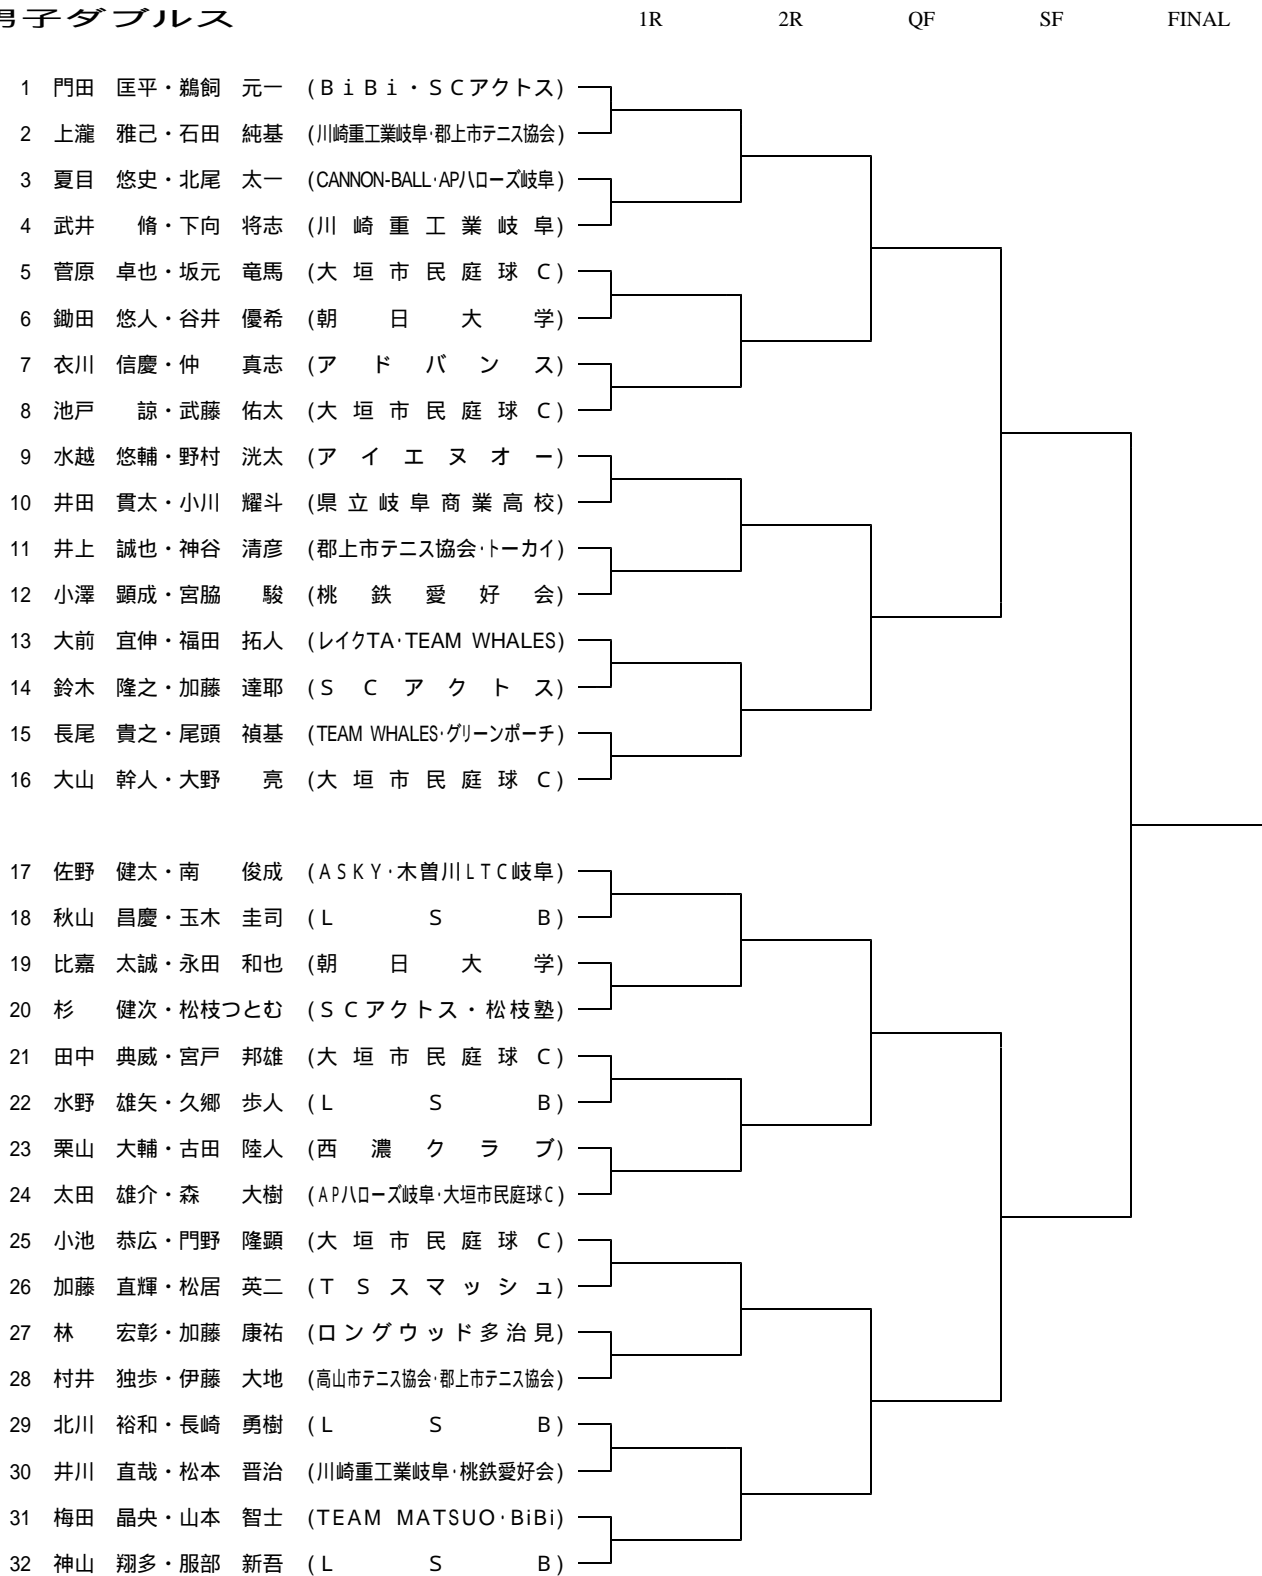 男子ダブルス 1R 2R QF SF FINAL
1 門田 匡平・鵜飼 元一 (BiBi・SCアクトス)
2 上瀧 雅己・石田 純基 (川崎重工業岐阜・郡上市テニス協会)
3 夏目 悠史・北尾 太一 (CANNON-BALL・APハローズ岐阜)
4 武井 脩・下向 将志 (川崎重工業岐阜)
5 菅原 卓也・坂元 竜馬 (大垣市民庭球C)
6 鋤田 悠人・谷井 優希 (朝日大学)
7 衣川 信慶・仲 真志 (アドバンス)
8 池戸 諒・武藤 佑太 (大垣市民庭球C)
9 水越 悠輔・野村 洸太 (アイエヌオー)
10 井田 貫太・小川 耀斗 (県立岐阜商業高校)
11 井上 誠也・神谷 清彦 (郡上市テニス協会・トーカイ)
12 小澤 顕成・宮脇 駿 (桃鉄愛好会)
13 大前 宜伸・福田 拓人 (レイクTA・TEAM WHALES)
14 鈴木 隆之・加藤 達耶 (SCアクトス)
15 長尾 貴之・尾頭 禎基 (TEAM WHALES・グリーンポーチ)
16 大山 幹人・大野 亮 (大垣市民庭球C)
17 佐野 健太・南 俊成 (ASKY・木曽川LTC岐阜)
18 秋山 昌慶・玉木 圭司 (LSB)
19 比嘉 太誠・永田 和也 (朝日大学)
20 杉 健次・松枝つとむ (SCアクトス・松枝塾)
21 田中 典威・宮戸 邦雄 (大垣市民庭球C)
22 水野 雄矢・久郷 歩人 (LSB)
23 栗山 大輔・古田 陸人 (西濃クラブ)
24 太田 雄介・森 大樹 (APハローズ岐阜・大垣市民庭球C)
25 小池 恭広・門野 隆顕 (大垣市民庭球C)
26 加藤 直輝・松居 英二 (TSスマッシュ)
27 林 宏彰・加藤 康祐 (ロングウッド多治見)
28 村井 独歩・伊藤 大地 (高山市テニス協会・郡上市テニス協会)
29 北川 裕和・長崎 勇樹 (LSB)
30 井川 直哉・松本 晋治 (川崎重工業岐阜・桃鉄愛好会)
31 梅田 晶央・山本 智士 (TEAM MATSUO・BiBi)
32 神山 翔多・服部 新吾 (LSB)